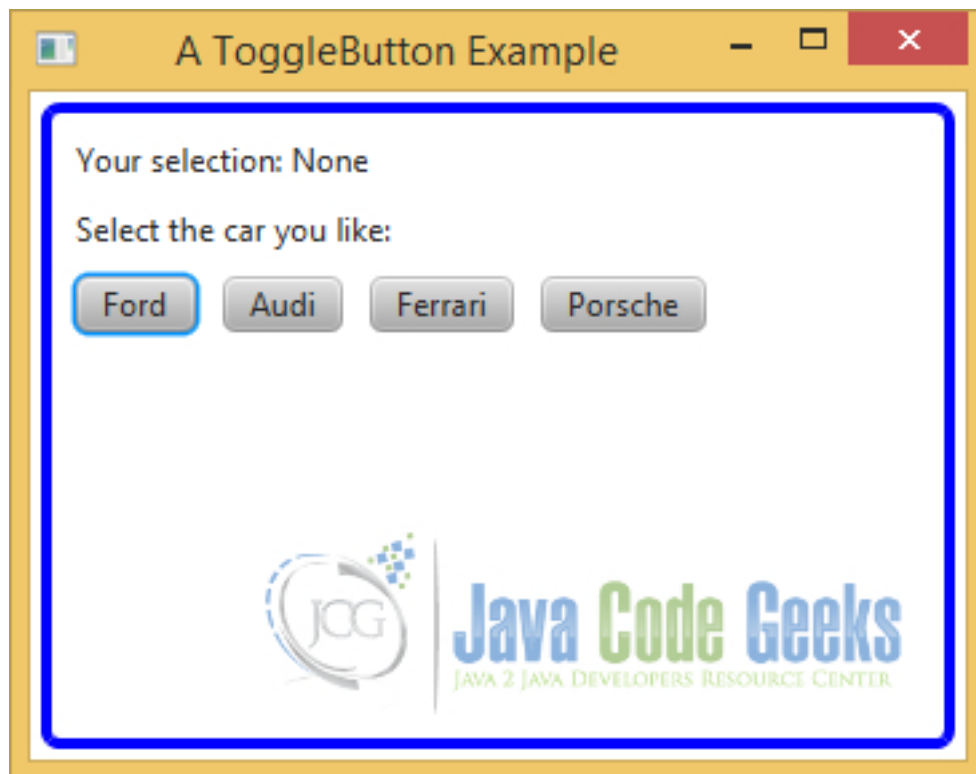 A ToggleButton Example
Your selection: None
Select the car you like:
Ford Audi Ferrari Porsche
JCG
Java Code Geeks
JAVA 2 JAVA DEVELOPERS RESOURCE CENTER